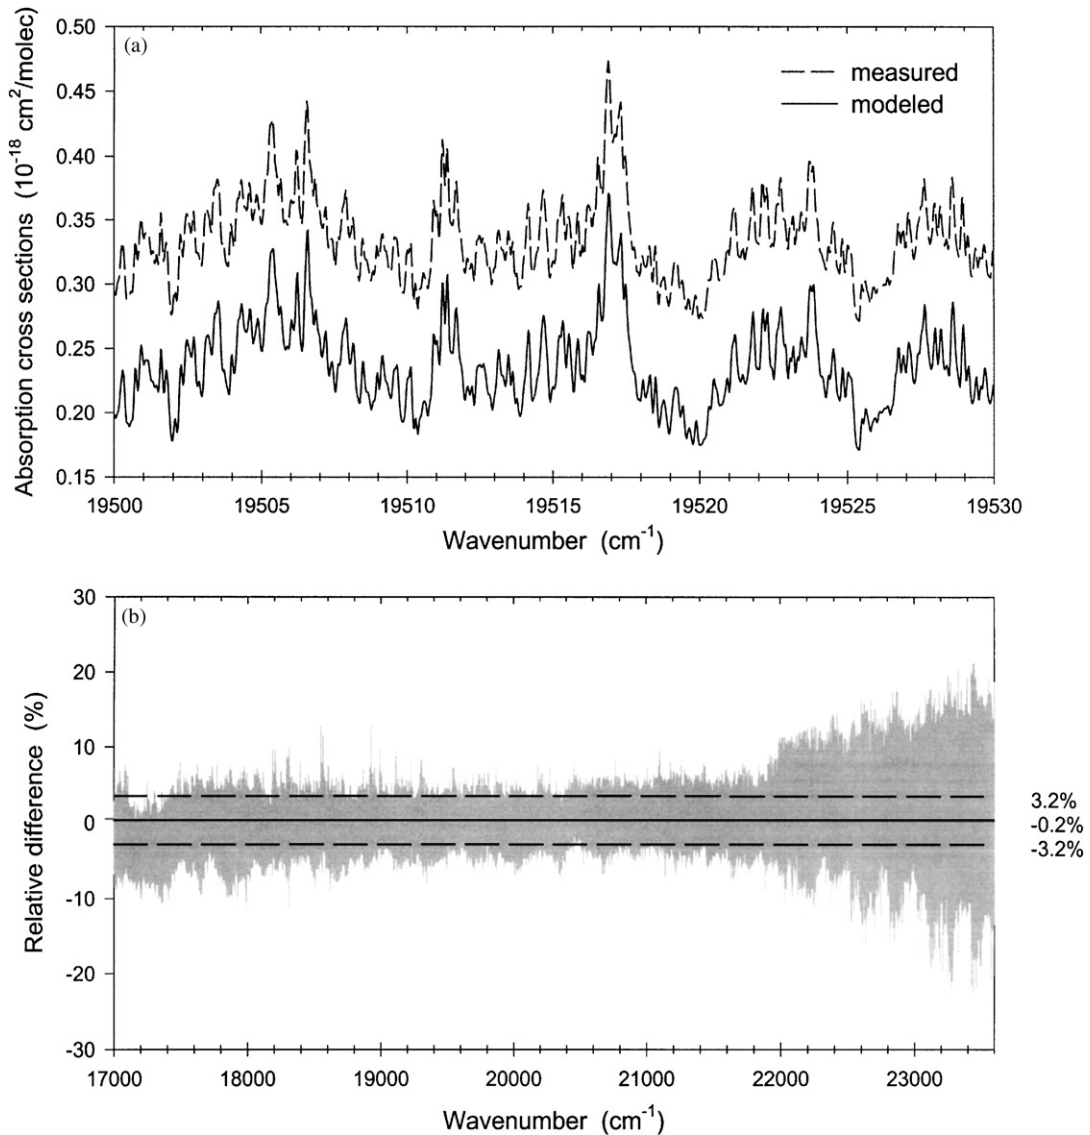 (a)
Absorption cross sections (10⁻¹⁸ cm²/molec)
0.50
0.45
0.40
0.35
0.30
0.25
0.20
0.15
measured
modeled
19500 19505 19510 19515 19520 19525 19530
Wavenumber (cm⁻¹)
(b)
Relative difference (%)
30
20
10
0
-10
-20
-30
3.2%
-0.2%
-3.2%
17000 18000 19000 20000 21000 22000 23000
Wavenumber (cm⁻¹)